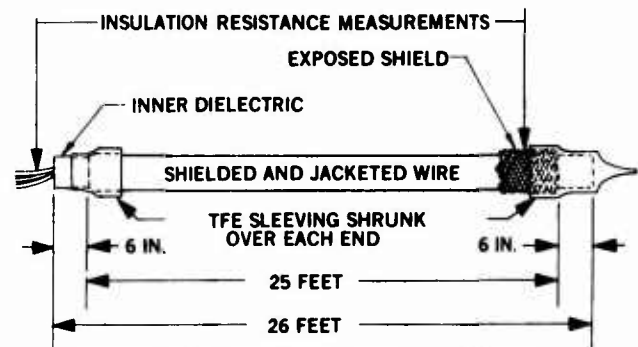 INSULATION RESISTANCE MEASUREMENTS
EXPOSED SHIELD
INNER DIELECTRIC
SHIELDED AND JACKETED WIRE
TFE SLEEVING SHRUNK
OVER EACH END
6 IN.
6 IN.
25 FEET
26 FEET